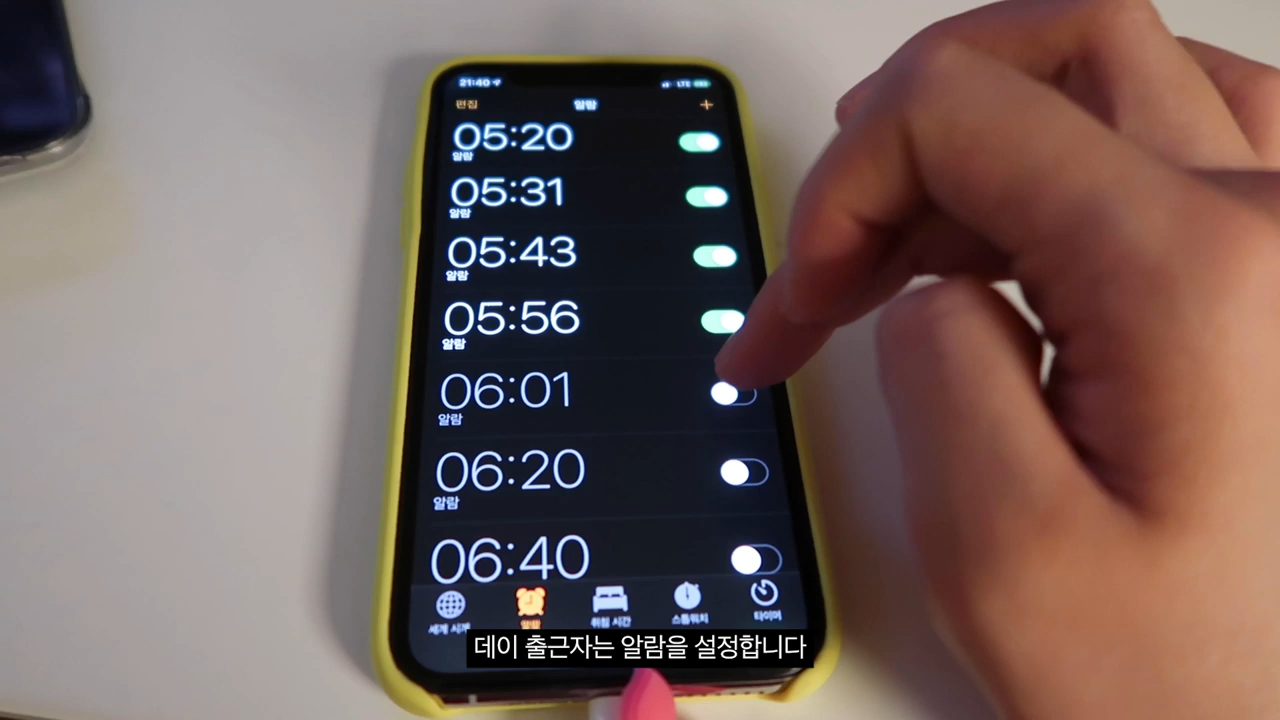 21:40
LTE
편집 알람 +
05:20
알람
05:31
알람
05:43
알람
05:56
알람
06:01
알람
06:20
알람
06:40
세계 시계 알람 취침 시간 스톱워치 타이머
데이 출근자는 알람을 설정합니다